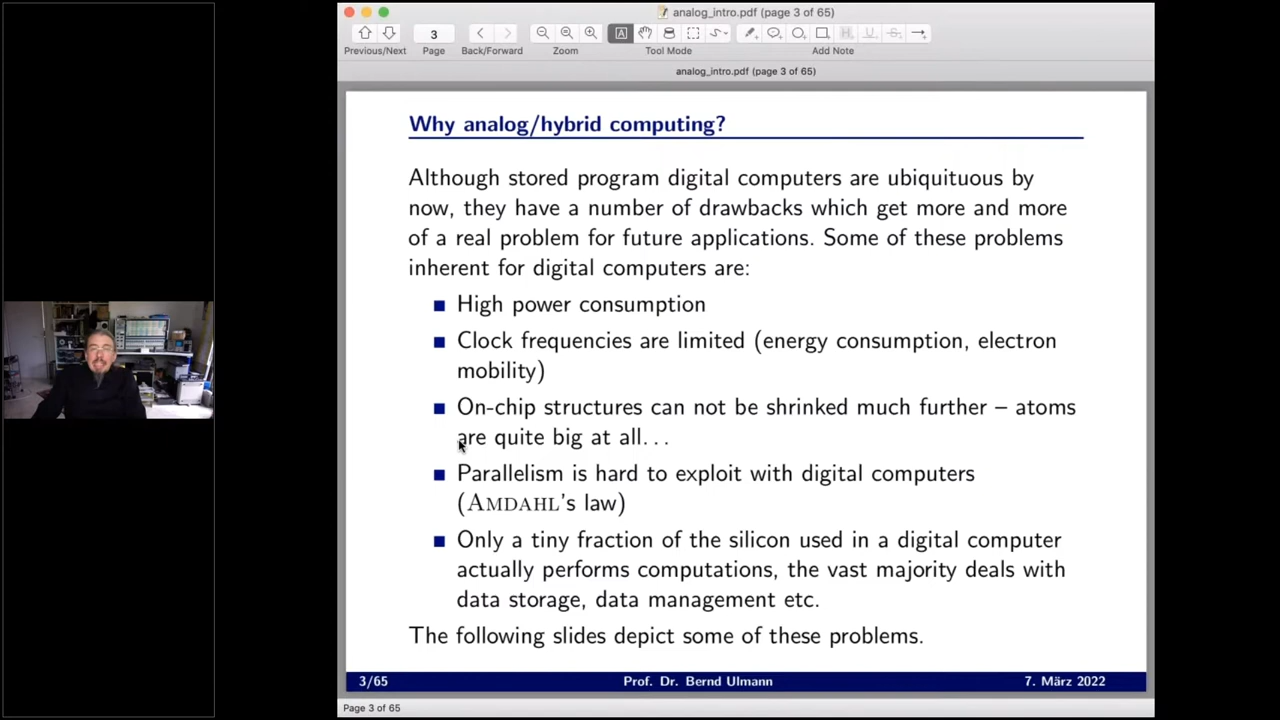 analog_intro.pdf (page 3 of 65)
3
Previous/Next Page Back/Forward Zoom Tool Mode Add Note
analog_intro.pdf (page 3 of 65)
Why analog/hybrid computing?
Although stored program digital computers are ubiquituous by
now, they have a number of drawbacks which get more and more
of a real problem for future applications. Some of these problems
inherent for digital computers are:
High power consumption
Clock frequencies are limited (energy consumption, electron
mobility)
On-chip structures can not be shrinked much further – atoms
are quite big at all...
Parallelism is hard to exploit with digital computers
(AMDAHL's law)
Only a tiny fraction of the silicon used in a digital computer
actually performs computations, the vast majority deals with
data storage, data management etc.
The following slides depict some of these problems.
3/65 Prof. Dr. Bernd Ulmann 7. März 2022
Page 3 of 65